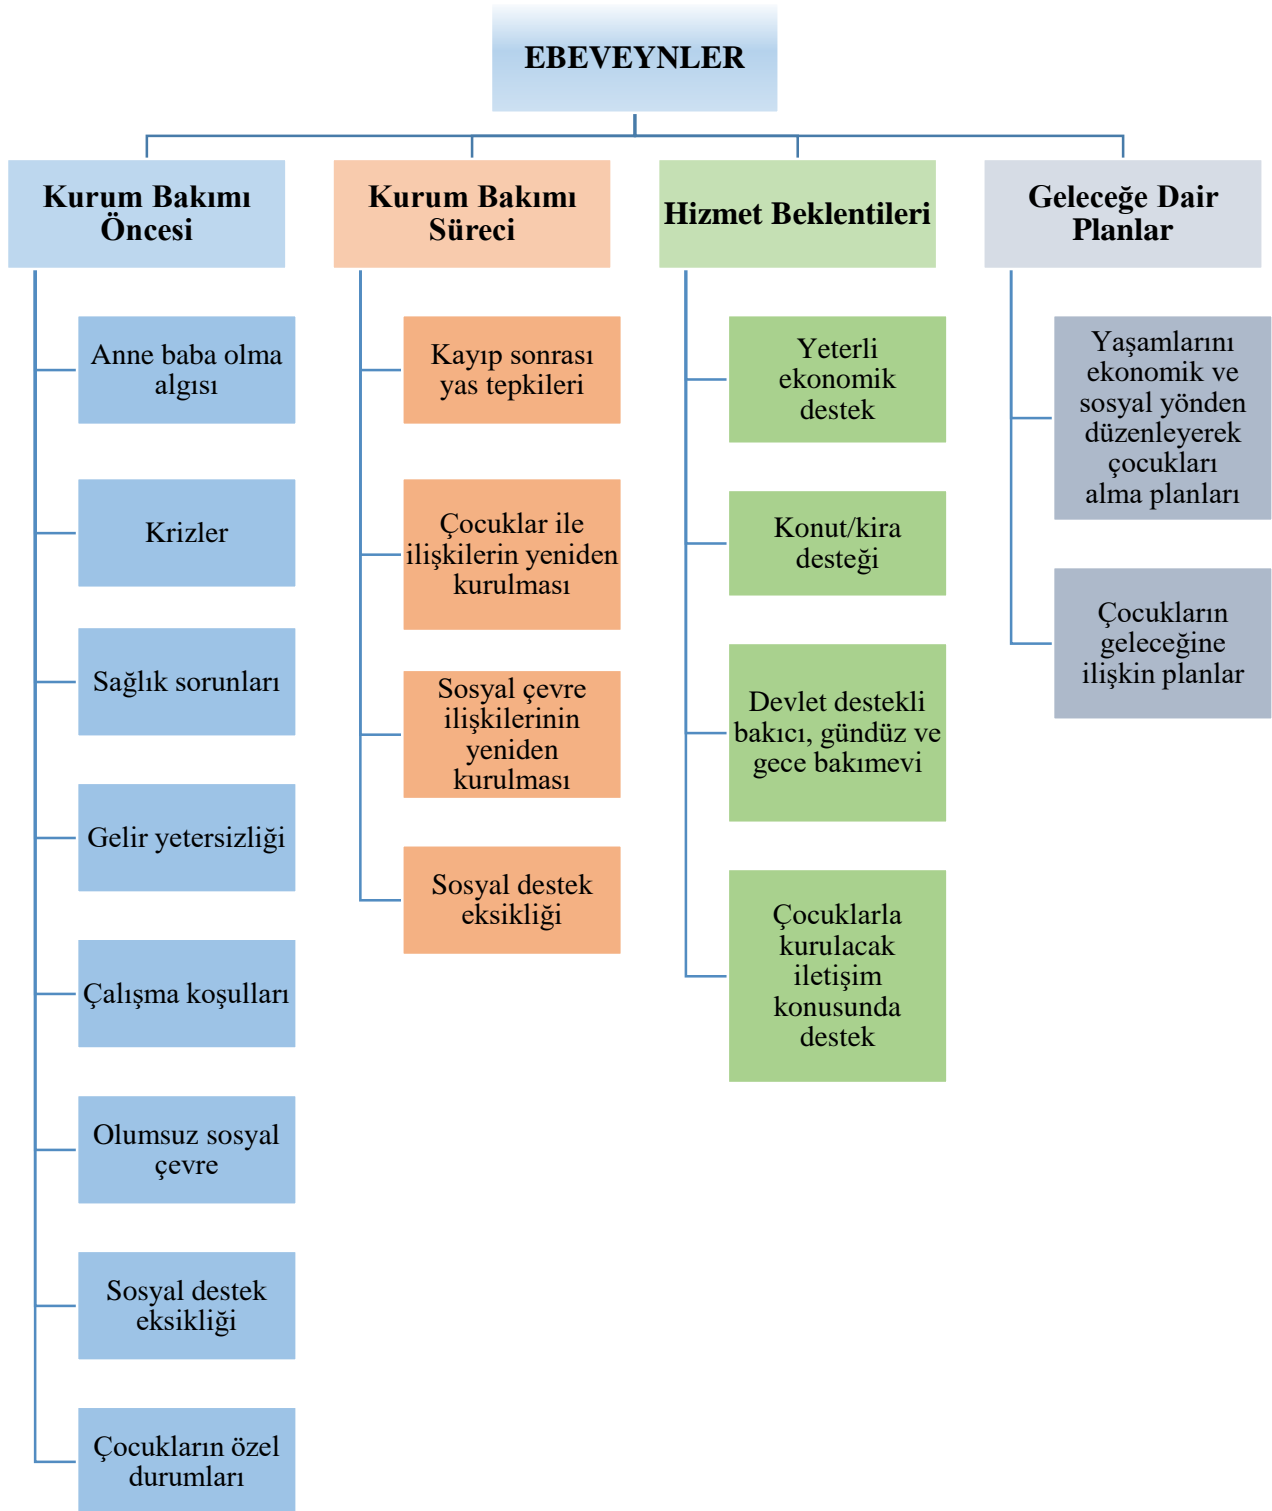 EBEVEYNLER
Kurum Bakımı
Öncesi
Anne baba olma
algısı
Krizler
Sağlık sorunları
Gelir yetersizliği
Çalışma koşulları
Olumsuz sosyal
çevre
Sosyal destek
eksikliği
Çocukların özel
durumları
Kurum Bakımı
Süreci
Kayıp sonrası
yas tepkileri
Çocuklar ile
ilişkilerin yeniden
kurulması
Sosyal çevre
ilişkilerinin
yeniden
kurulması
Sosyal destek
eksikliği
Hizmet Beklentileri
Yeterli
ekonomik
destek
Konut/kira
desteği
Devlet destekli
bakıcı, gündüz ve
gece bakımevi
Çocuklarla
kurulacak
iletişim
konusunda
destek
Geleceğe Dair
Planlar
Yaşamlarını
ekonomik ve
sosyal yönden
düzenleyerek
çocukları
alma planları
Çocukların
geleceğine
ilişkin planlar